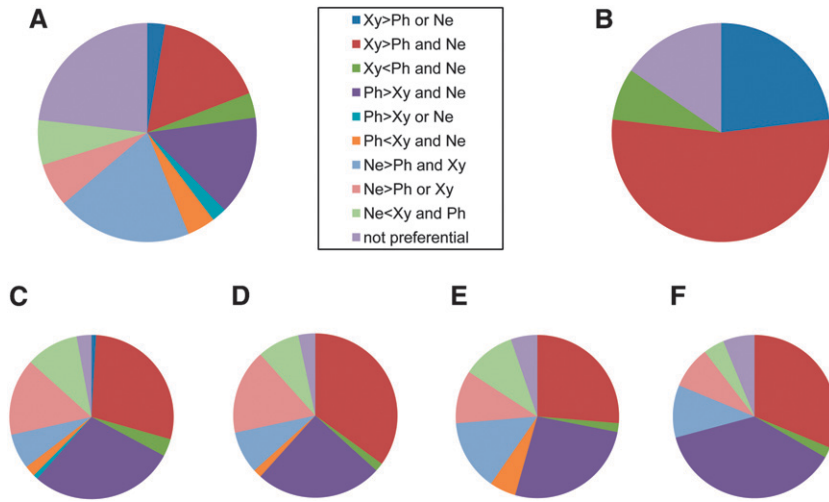 A
B
Xy>Ph or Ne
Xy>Ph and Ne
Xy<Ph and Ne
Ph>Xy and Ne
Ph>Xy or Ne
Ph<Xy and Ne
Ne>Ph and Xy
Ne>Ph or Xy
Ne<Xy and Ph
not preferential
C
D
E
F